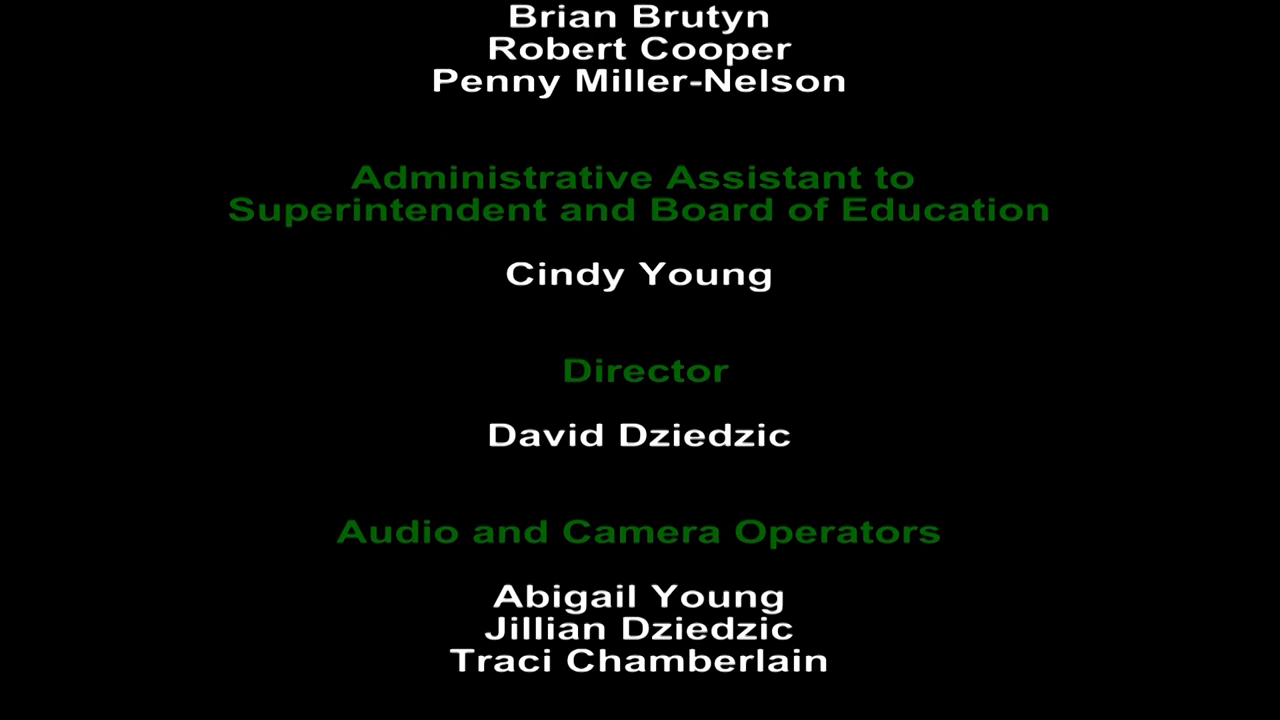 Brian Brutyn
Robert Cooper
Penny Miller-Nelson
Administrative Assistant to
Superintendent and Board of Education
Cindy Young
Director
David Dziedzic
Audio and Camera Operators
Abigail Young
Jillian Dziedzic
Traci Chamberlain